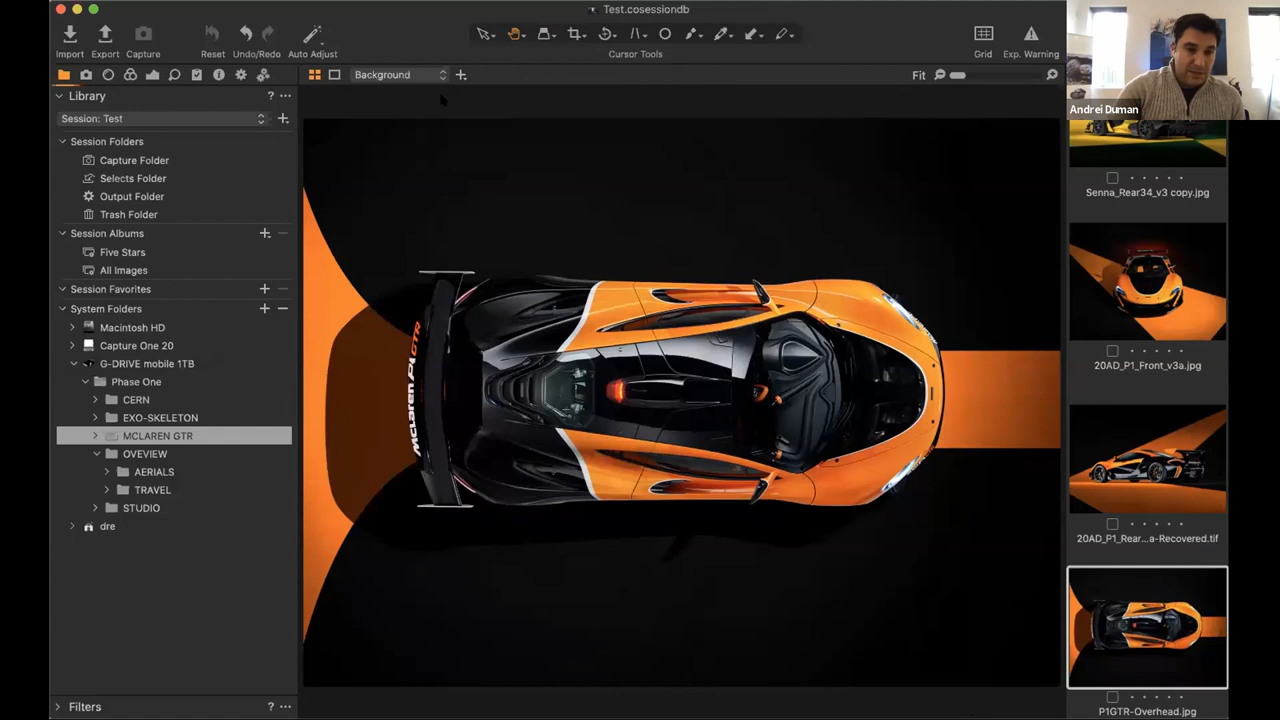 Test.cosessiondb
Import
Export
Capture
Reset
Undo/Redo
Auto Adjust
Cursor Tools
Grid
Exp. Warning
Background
Fit
Andrei Duman
Library
?
Session: Test
Session Folders
Capture Folder
Selects Folder
Output Folder
Trash Folder
Session Albums
Five Stars
All Images
Session Favorites
System Folders
Macintosh HD
Capture One 20
G-DRIVE mobile 1TB
Phase One
CERN
EXO-SKELETON
MCLAREN GTR
OVEVIEW
AERIALS
TRAVEL
STUDIO
dre
Filters
?
McLaren P1 GTR
Senna_Rear34_v3 copy.jpg
20AD_P1_Front_v3a.jpg
20AD_P1_Rear...a-Recovered.tif
P1GTR-Overhead.jpg